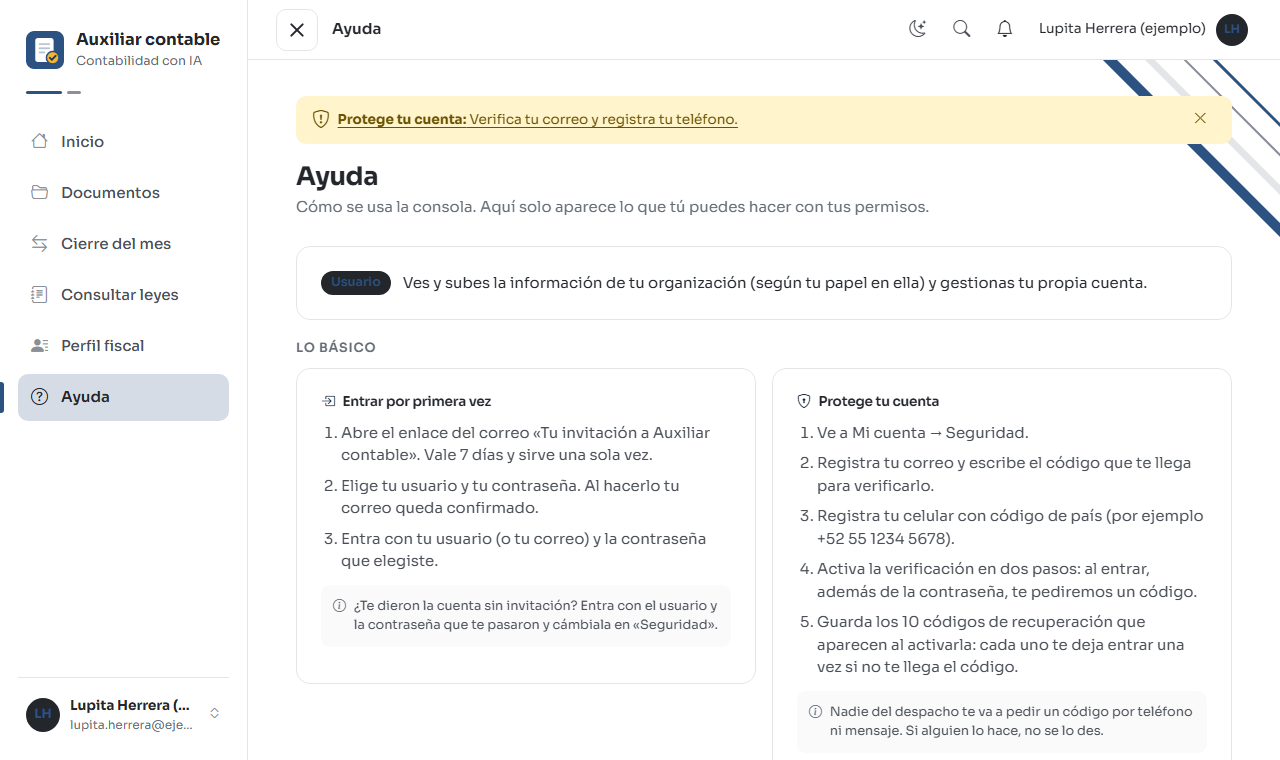 Auxiliar contable
Contabilidad con IA
Inicio
Documentos
Cierre del mes
Consultar leyes
Perfil fiscal
Ayuda
Lupita Herrera (...
lupita.herrera@eje...
LH
Ayuda
Lupita Herrera (ejemplo)
LH
Protege tu cuenta: Verifica tu correo y registra tu teléfono.
Ayuda
Cómo se usa la consola. Aquí solo aparece lo que tú puedes hacer con tus permisos.
Usuario Ves y subes la información de tu organización (según tu papel en ella) y gestionas tu propia cuenta.
LO BÁSICO
Entrar por primera vez
1. Abre el enlace del correo «Tu invitación a Auxiliar
contable». Vale 7 días y sirve una sola vez.
2. Elige tu usuario y tu contraseña. Al hacerlo tu
correo queda confirmado.
3. Entra con tu usuario (o tu correo) y la contraseña
que elegiste.
¿Te dieron la cuenta sin invitación? Entra con el usuario y
la contraseña que te pasaron y cámbiala en «Seguridad».
Protege tu cuenta
1. Ve a Mi cuenta → Seguridad.
2. Registra tu correo y escribe el código que te llega
para verificarlo.
3. Registra tu celular con código de país (por ejemplo
+52 55 1234 5678).
4. Activa la verificación en dos pasos: al entrar,
además de la contraseña, te pediremos un código.
5. Guarda los 10 códigos de recuperación que
aparecen al activarla: cada uno te deja entrar una
vez si no te llega el código.
Nadie del despacho te va a pedir un código por teléfono
ni mensaje. Si alguien lo hace, no se lo des.